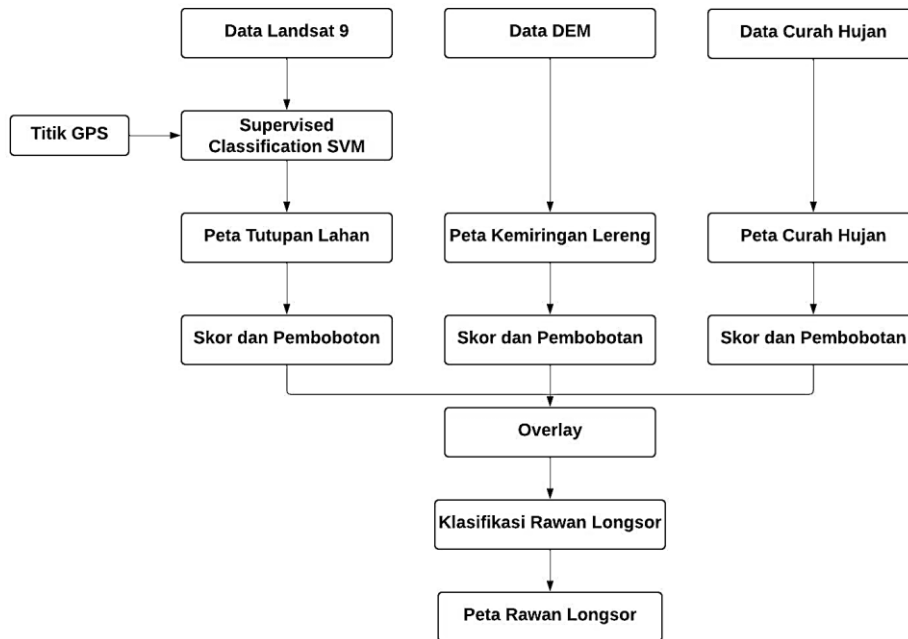 Data Landsat 9
Data DEM
Data Curah Hujan
Titik GPS
Supervised
Classification SVM
Peta Tutupan Lahan
Peta Kemiringan Lereng
Peta Curah Hujan
Skor dan Pemboboton
Skor dan Pembobotan
Skor dan Pembobotan
Overlay
Klasifikasi Rawan Longsor
Peta Rawan Longsor